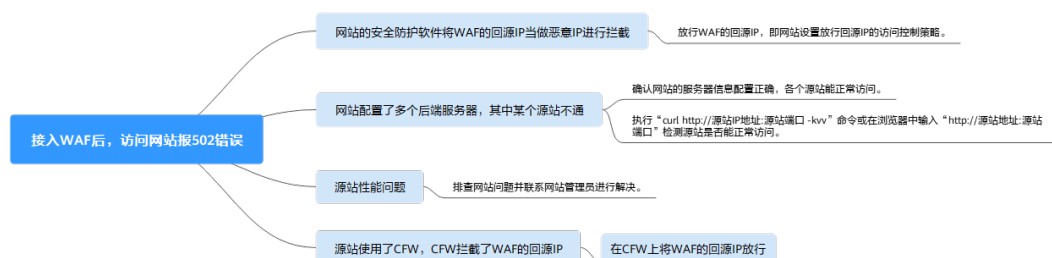 接入WAF后，访问网站报502错误
网站的安全防护软件将WAF的回源IP当做恶意IP进行拦截
放行WAF的回源IP，即网站设置放行回源IP的访问控制策略。
网站配置了多个后端服务器，其中某个源站不通
确认网站的服务器信息配置正确，各个源站能正常访问。
执行“curl http://源站IP地址:源站端口 -kvv”命令或在浏览器中输入“http://源站地址:源站
端口”检测源站是否能正常访问。
源站性能问题
排查网站问题并联系网站管理员进行解决。
源站使用了CFW，CFW拦截了WAF的回源IP
在CFW上将WAF的回源IP放行